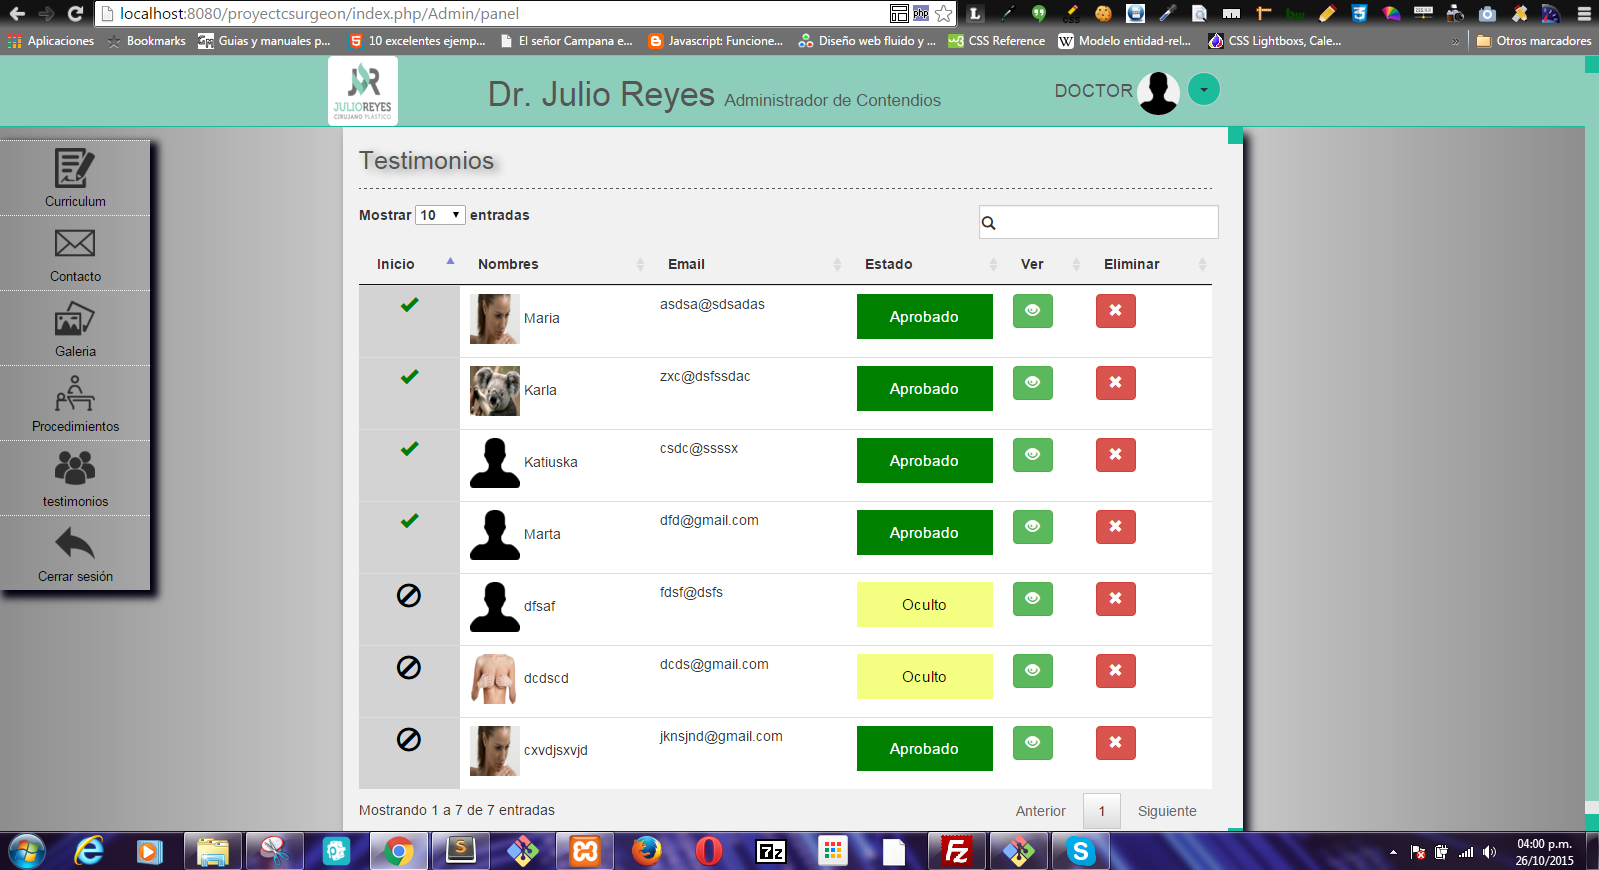 localhost:8080/proyectcsurgeon/index.php/Admin/panel
Aplicaciones Bookmarks Guias y manuales p... 10 excelentes ejemp... El señor Campana e... Javascript: Funcione... Diseño web fluido y ... CSS Reference Modelo entidad-rel... CSS Lightboxs, Cale... » Otros marcadores
JR
JULIOREYES
CIRUJANO PLASTICO
Dr. Julio Reyes Administrador de Contendios
DOCTOR
Curriculum
Contacto
Galeria
Procedimientos
testimonios
Cerrar sesión
Testimonios
Mostrar 10 entradas
Inicio Nombres Email Estado Ver Eliminar
Maria asdsa@sdsadas Aprobado
Karla zxc@dsfssdac Aprobado
Katiuska csdc@ssssx Aprobado
Marta dfd@gmail.com Aprobado
dfsaf fdsf@dsfs Oculto
dcdscd dcds@gmail.com Oculto
cxvdjsxvjd jknsjnd@gmail.com Aprobado
Mostrando 1 a 7 de 7 entradas
Anterior 1 Siguiente
04:00 p.m.
26/10/2015